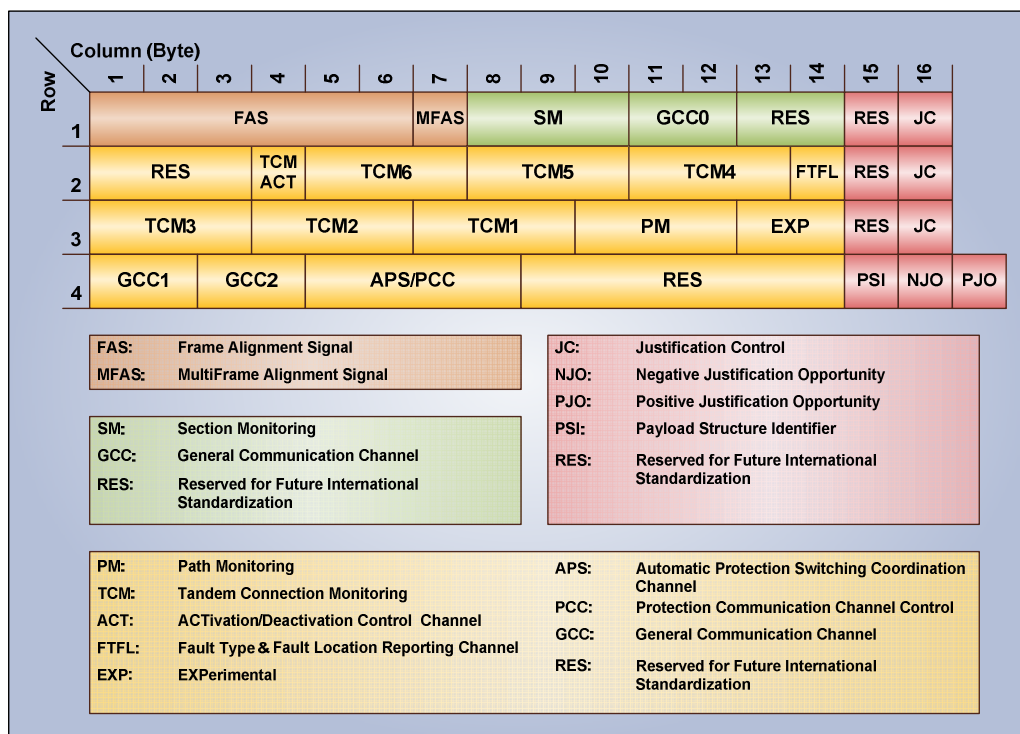 Column (Byte)
Row
1 2 3 4 5 6 7 8 9 10 11 12 13 14 15 16
1 FAS MFAS SM GCC0 RES RES JC
2 RES TCM ACT TCM6 TCM5 TCM4 FTFL RES JC
3 TCM3 TCM2 TCM1 PM EXP RES JC
4 GCC1 GCC2 APS/PCC RES PSI NJO PJO
FAS: Frame Alignment Signal
MFAS: MultiFrame Alignment Signal
SM: Section Monitoring
GCC: General Communication Channel
RES: Reserved for Future International
Standardization
JC: Justification Control
NJO: Negative Justification Opportunity
PJO: Positive Justification Opportunity
PSI: Payload Structure Identifier
RES: Reserved for Future International
Standardization
PM: Path Monitoring
TCM: Tandem Connection Monitoring
ACT: ACTivation/Deactivation Control Channel
FTFL: Fault Type & Fault Location Reporting Channel
EXP: EXPerimental
APS: Automatic Protection Switching Coordination
Channel
PCC: Protection Communication Channel Control
GCC: General Communication Channel
RES: Reserved for Future International
Standardization